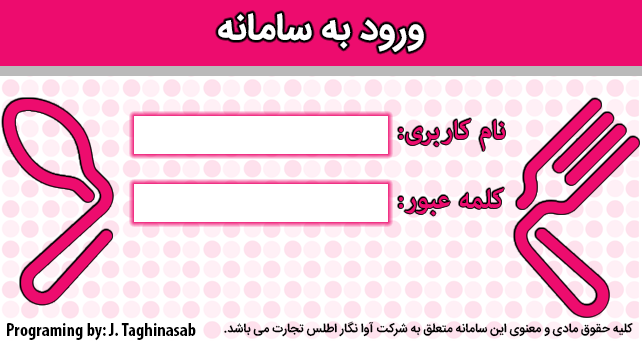 ورود به سامانه
نام کاربری:
کلمه عبور:
کلیه حقوق مادی و معنوی این سامانه متعلق به شرکت آوا نگار اطلس تجارت می باشد.
Programing by: J. Taghinasab